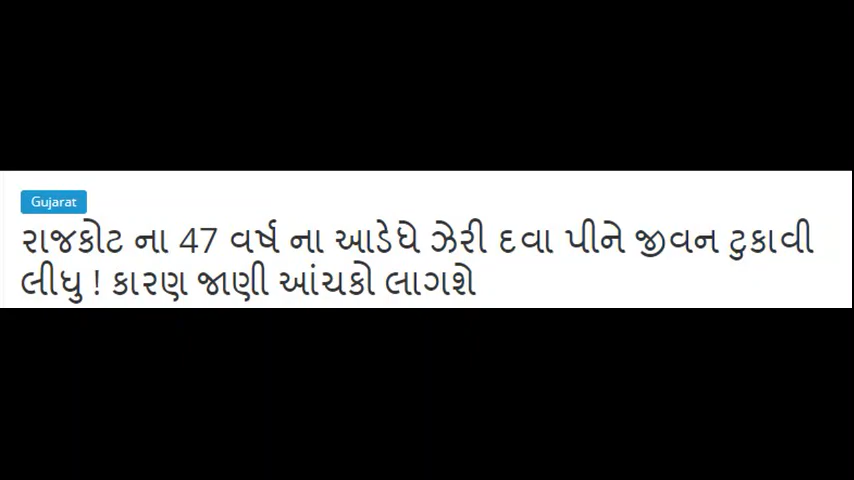 Gujarat
રાજકોટ ના 47 વર્ષ ના આડેધે ઝેરી દવા પીને જીવન ટુકાવી
લીધુ ! કારણ જાણી આંચકો લાગશે